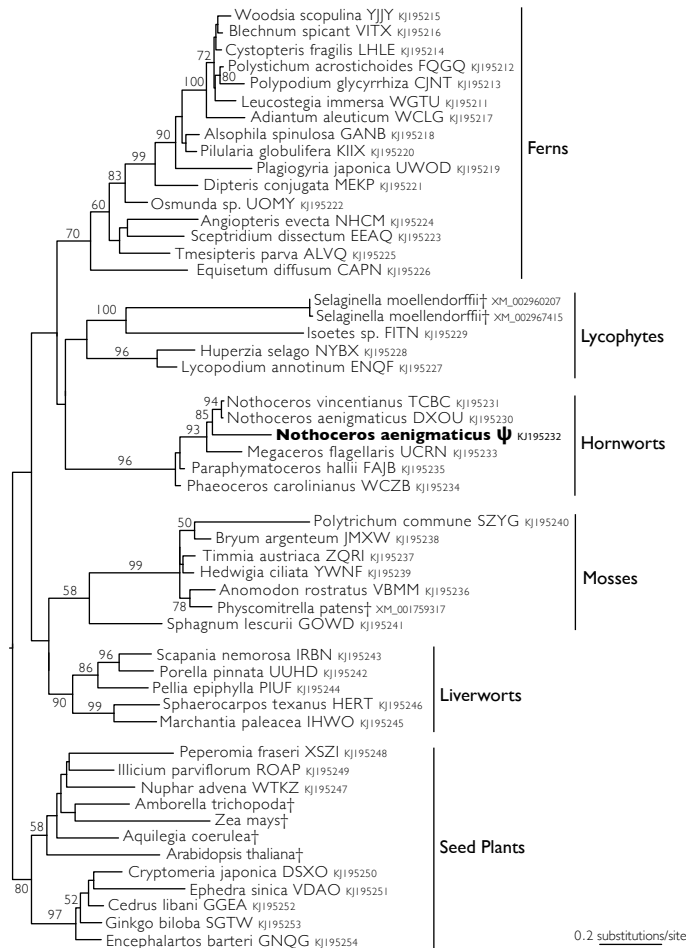 Woodsia scopulina YJJY KJ195215
Blechnum spicant VITX KJ195216
72
Cystopteris fragilis LHLE KJ195214
Polystichum acrostichoides FQGQ KJ195212
80
Polypodium glycyrrhiza CJNT KJ195213
100
Leucostegia immersa WGTU KJ195211
Adiantum aleuticum WCLG KJ195217
90
Alsophila spinulosa GANB KJ195218
Ferns
Pilularia globulifera KIIX KJ195220
99
Plagiogyria japonica UWOD KJ195219
83
Dipteris conjugata MEKP KJ195221
60
Osmunda sp. UOMY KJ195222
Angiopteris evecta NHCM KJ195224
70
Sceptridium dissectum EEAQ KJ195223
Tmesipteris parva ALVQ KJ195225
Equisetum diffusum CAPN KJ195226
Selaginella moellendorffii† XM_002960207
100
Selaginella moellendorffii† XM_002967415
Isoetes sp. FITN KJ195229
Lycophytes
96
Huperzia selago NYBX KJ195228
Lycopodium annotinum ENQF KJ195227
94
Nothoceros vincentianus TCBC KJ195231
85
Nothoceros aenigmaticus DXOU KJ195230
93
Nothoceros aenigmaticus ψ KJ195232
Hornworts
Megaceros flagellaris UCRN KJ195233
96
Paraphymatoceros hallii FAJB KJ195235
Phaeoceros carolinianus WCZB KJ195234
50
Polytrichum commune SZYG KJ195240
Bryum argenteum JMXW KJ195238
Timmia austriaca ZQRI KJ195237
99
Hedwigia ciliata YWNF KJ195239
Mosses
58
Anomodon rostratus VBMM KJ195236
78
Physcomitrella patens† XM_001759317
Sphagnum lescurii GOWD KJ195241
96
Scapania nemorosa IRBN KJ195243
86
Porella pinnata UUHD KJ195242
Pellia epiphylla PIUF KJ195244
Liverworts
90
99
Sphaerocarpos texanus HERT KJ195246
Marchantia paleacea IHWO KJ195245
Peperomia fraseri XSZI KJ195248
Illicium parviflorum ROAP KJ195249
Nuphar advena WTKZ KJ195247
Amborella trichopoda†
Zea mays†
58
Aquilegia coerulea†
Seed Plants
Arabidopsis thaliana†
80
Cryptomeria japonica DSXO KJ195250
Ephedra sinica VDAO KJ195251
52
Cedrus libani GGEA KJ195252
97
Ginkgo biloba SGTW KJ195253
Encephalartos barteri GNQG KJ195254
0.2 substitutions/site